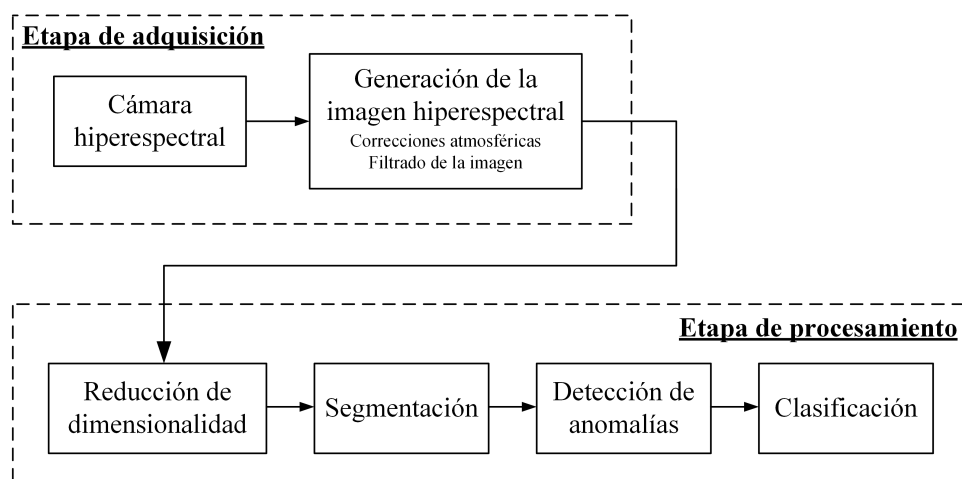 Etapa de adquisición
Cámara
hiperespectral
Generación de la
imagen hiperespectral
Correcciones atmosféricas
Filtrado de la imagen
Etapa de procesamiento
Reducción de
dimensionalidad
Segmentación
Detección de
anomalías
Clasificación